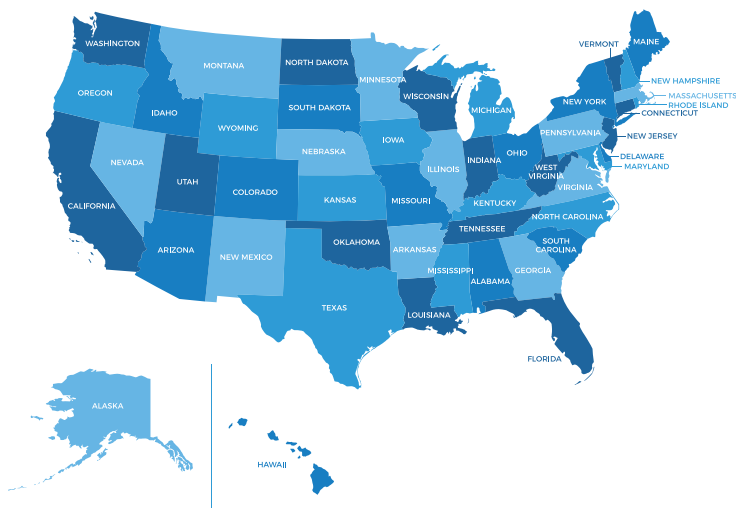 WASHINGTON
MONTANA
NORTH DAKOTA
MINNESOTA
VERMONT
MAINE
OREGON
IDAHO
WYOMING
SOUTH DAKOTA
WISCONSIN
MICHIGAN
NEW YORK
NEW HAMPSHIRE
MASSACHUSETTS
RHODE ISLAND
CONNECTICUT
NEVADA
UTAH
COLORADO
NEBRASKA
IOWA
ILLINOIS
INDIANA
OHIO
PENNSYLVANIA
NEW JERSEY
DELAWARE
MARYLAND
WEST
VIRGINIA
VIRGINIA
CALIFORNIA
KANSAS
MISSOURI
KENTUCKY
ARIZONA
NEW MEXICO
OKLAHOMA
ARKANSAS
TENNESSEE
NORTH CAROLINA
SOUTH
CAROLINA
TEXAS
LOUISIANA
MISSISSIPPI
ALABAMA
GEORGIA
FLORIDA
ALASKA
HAWAII